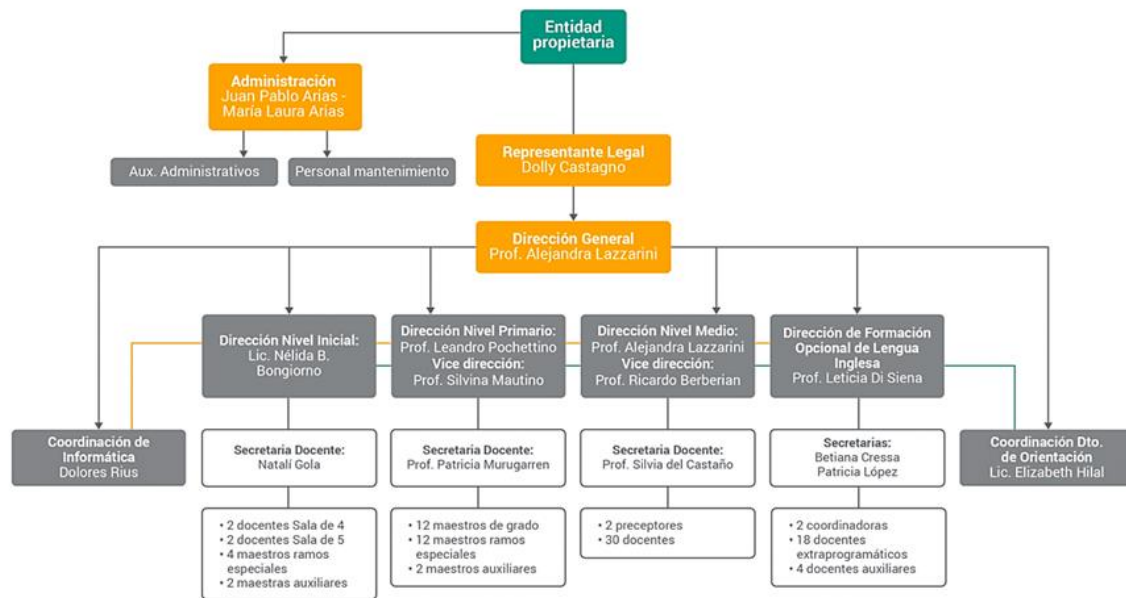 Entidad
propietaria
Administración
Juan Pablo Arias -
María Laura Arias
Aux. Administrativos
Personal mantenimiento
Representante Legal
Dolly Castagno
Dirección General
Prof. Alejandra Lazzarini
Dirección Nivel Inicial:
Lic. Nélida B.
Bongiorno
Dirección Nivel Primario:
Prof. Leandro Pochettino
Vice dirección:
Prof. Silvina Mautino
Dirección Nivel Medio:
Prof. Alejandra Lazzarini
Vice dirección:
Prof. Ricardo Berberian
Dirección de Formación
Opcional de Lengua
Inglesa
Prof. Leticia Di Siena
Coordinación de
Informática
Dolores Rius
Secretaria Docente:
Natalí Gola
Secretaria Docente:
Prof. Patricia Murugarren
Secretaria Docente:
Prof. Silvia del Castaño
Secretarias:
Betiana Cressa
Patricia López
Coordinación Dto.
de Orientación
Lic. Elizabeth Hilal
• 2 docentes Sala de 4
• 2 docentes Sala de 5
• 4 maestros ramos
especiales
• 2 maestras auxiliares
• 12 maestros de grado
• 12 maestros ramos
especiales
• 2 maestros auxiliares
• 2 preceptores
• 30 docentes
• 2 coordinadoras
• 18 docentes
extraprogramáticos
• 4 docentes auxiliares